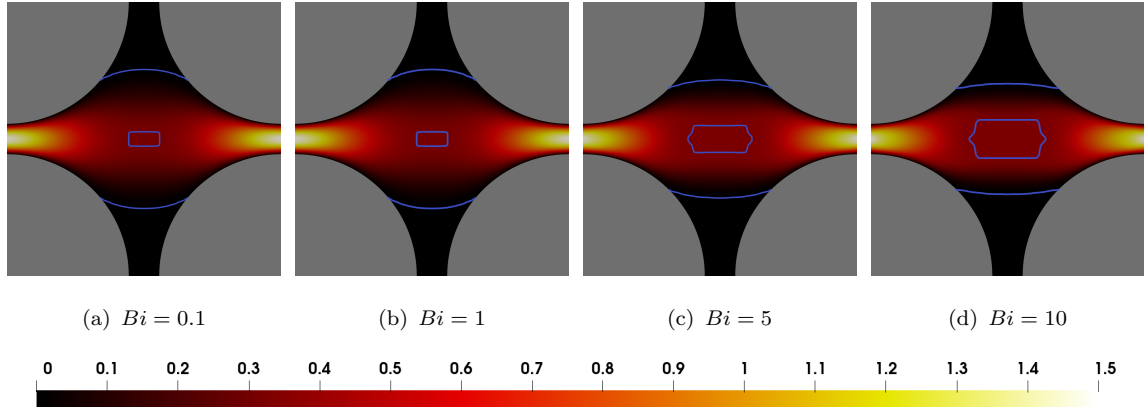 (a) Bi = 0.1 (b) Bi = 1 (c) Bi = 5 (d) Bi = 10
0 0.1 0.2 0.3 0.4 0.5 0.6 0.7 0.8 0.9 1 1.1 1.2 1.3 1.4 1.5